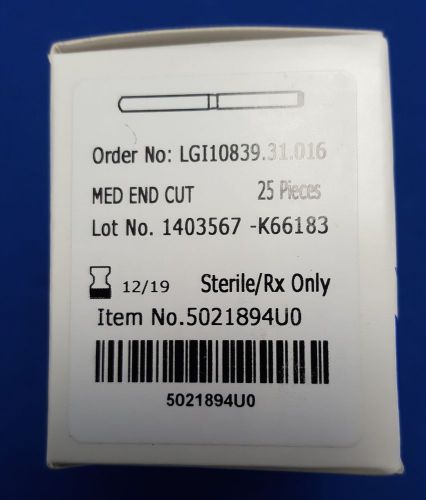 Order No: LGI10839.31.016
MED END CUT 25 Pieces
Lot No. 1403567 -K66183
12/19 Sterile/Rx Only
Item No.5021894U0
5021894U0